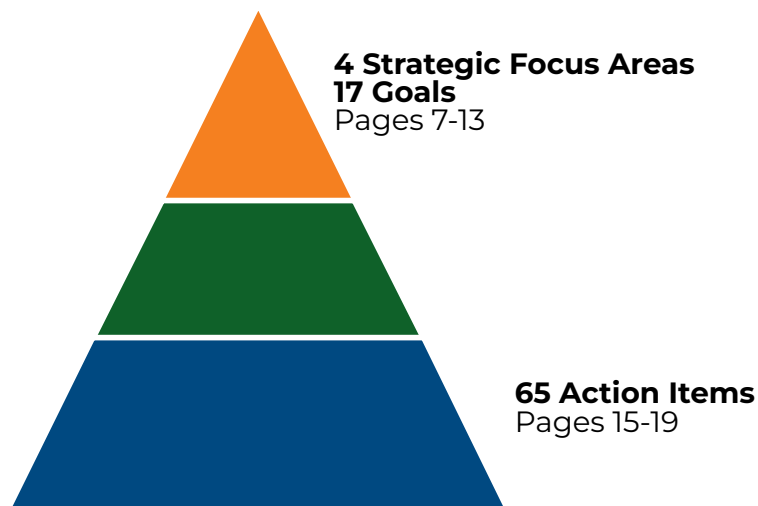 4 Strategic Focus Areas
17 Goals
Pages 7-13
65 Action Items
Pages 15-19